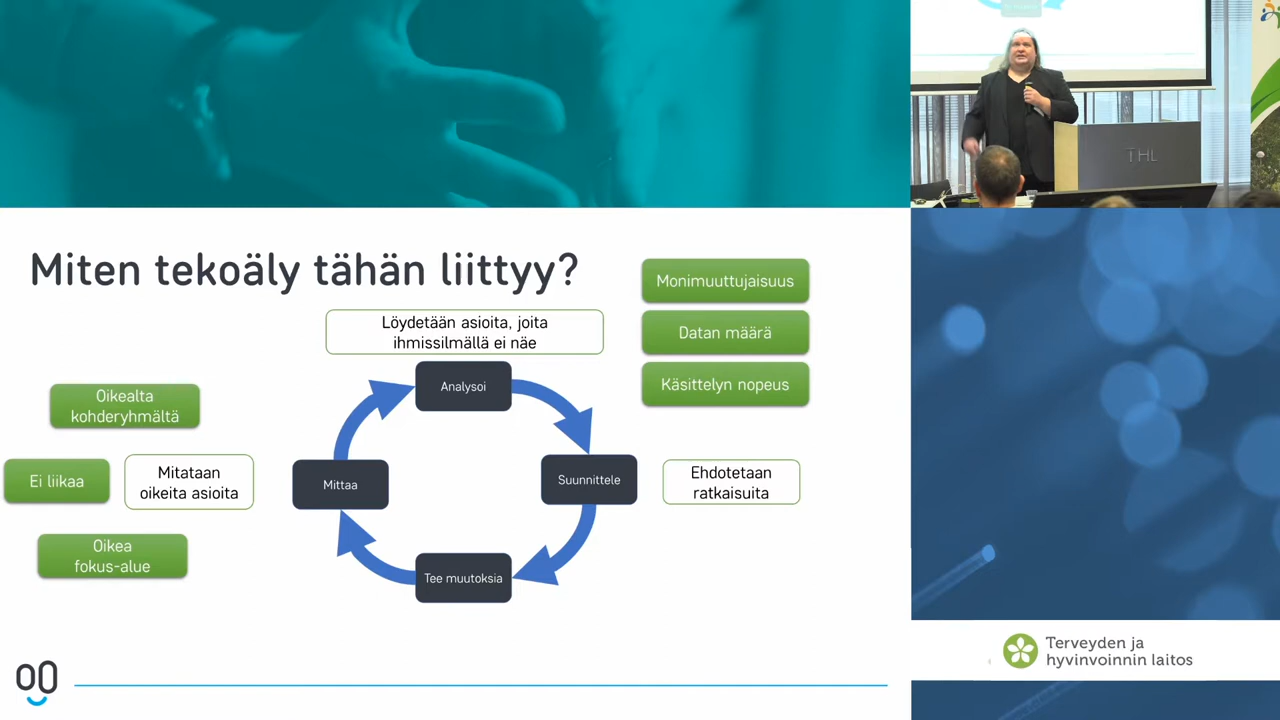 THL
Miten tekoäly tähän liittyy?
Monimuuttujaisuus
Löydetään asioita, joita
ihmissilmällä ei näe
Datan määrä
Käsittelyn nopeus
Analysoi
Oikealta
kohderyhmältä
Ei liikaa
Mitataan
oikeita asioita
Mittaa
Suunnittele
Ehdotetaan
ratkaisuita
Oikea
fokus-alue
Tee muutoksia
Terveyden ja
hyvinvoinnin laitos